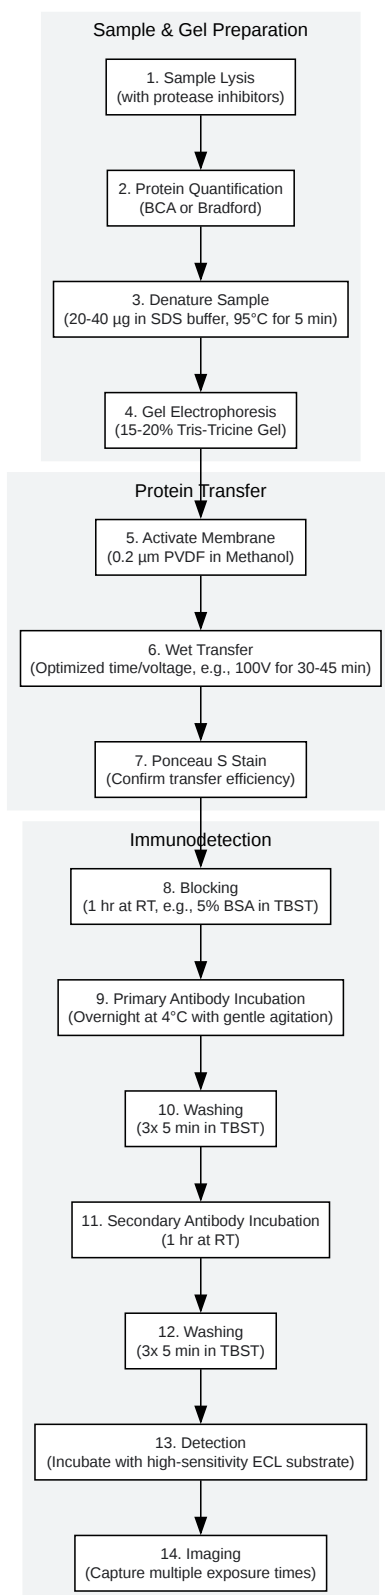 Sample & Gel Preparation
1. Sample Lysis
(with protease inhibitors)
2. Protein Quantification
(BCA or Bradford)
3. Denature Sample
(20-40 µg in SDS buffer, 95°C for 5 min)
4. Gel Electrophoresis
(15-20% Tris-Tricine Gel)
Protein Transfer
5. Activate Membrane
(0.2 µm PVDF in Methanol)
6. Wet Transfer
(Optimized time/voltage, e.g., 100V for 30-45 min)
7. Ponceau S Stain
(Confirm transfer efficiency)
Immunodetection
8. Blocking
(1 hr at RT, e.g., 5% BSA in TBST)
9. Primary Antibody Incubation
(Overnight at 4°C with gentle agitation)
10. Washing
(3x 5 min in TBST)
11. Secondary Antibody Incubation
(1 hr at RT)
12. Washing
(3x 5 min in TBST)
13. Detection
(Incubate with high-sensitivity ECL substrate)
14. Imaging
(Capture multiple exposure times)